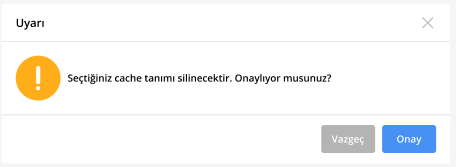 Uyarı
Seçtiğiniz cache tanımı silinecektir. Onaylıyor musunuz?
Vazgeç
Onay